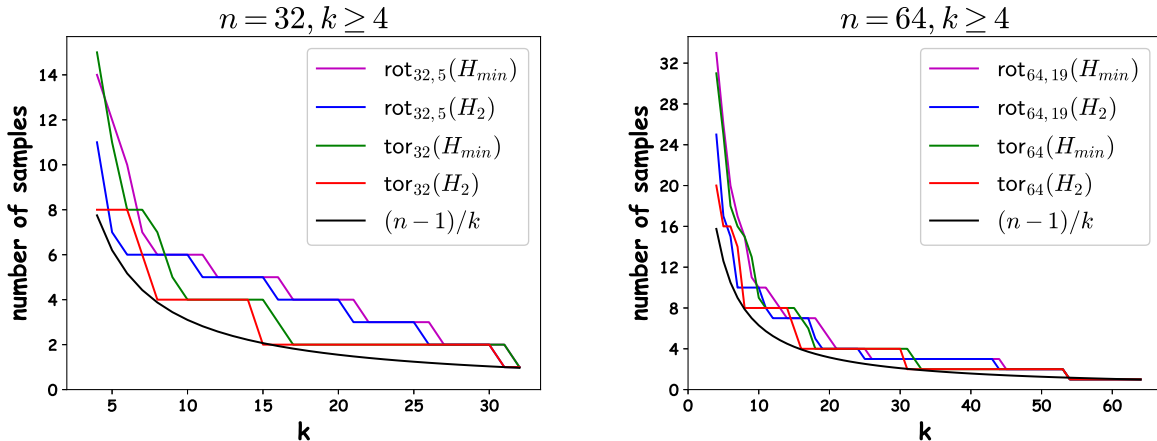 n = 32, k ≥ 4
number of samples
14
12
10
8
6
4
2
0
5
10
15
20
25
30
k
rot32,5(Hmin)
rot32,5(H2)
tor32(Hmin)
tor32(H2)
(n − 1)/k
n = 64, k ≥ 4
number of samples
32
28
24
20
16
12
8
4
0
0
10
20
30
40
50
60
k
rot64,19(Hmin)
rot64,19(H2)
tor64(Hmin)
tor64(H2)
(n − 1)/k